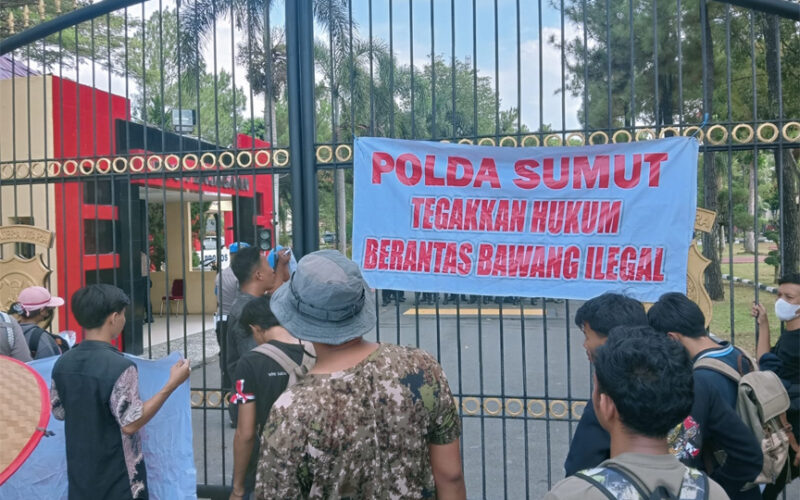 POLDA SUMUT
TEGAKKAN HUKUM
BERANTAS BAWANG ILEGAL